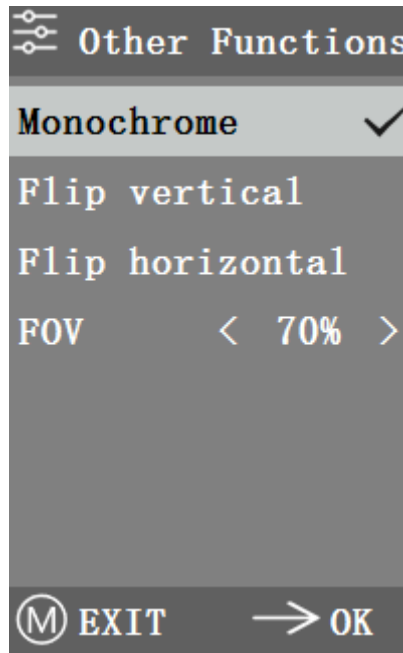 Other Functions
Monochrome
Flip vertical
Flip horizontal
FOV < 70% >
M EXIT → OK